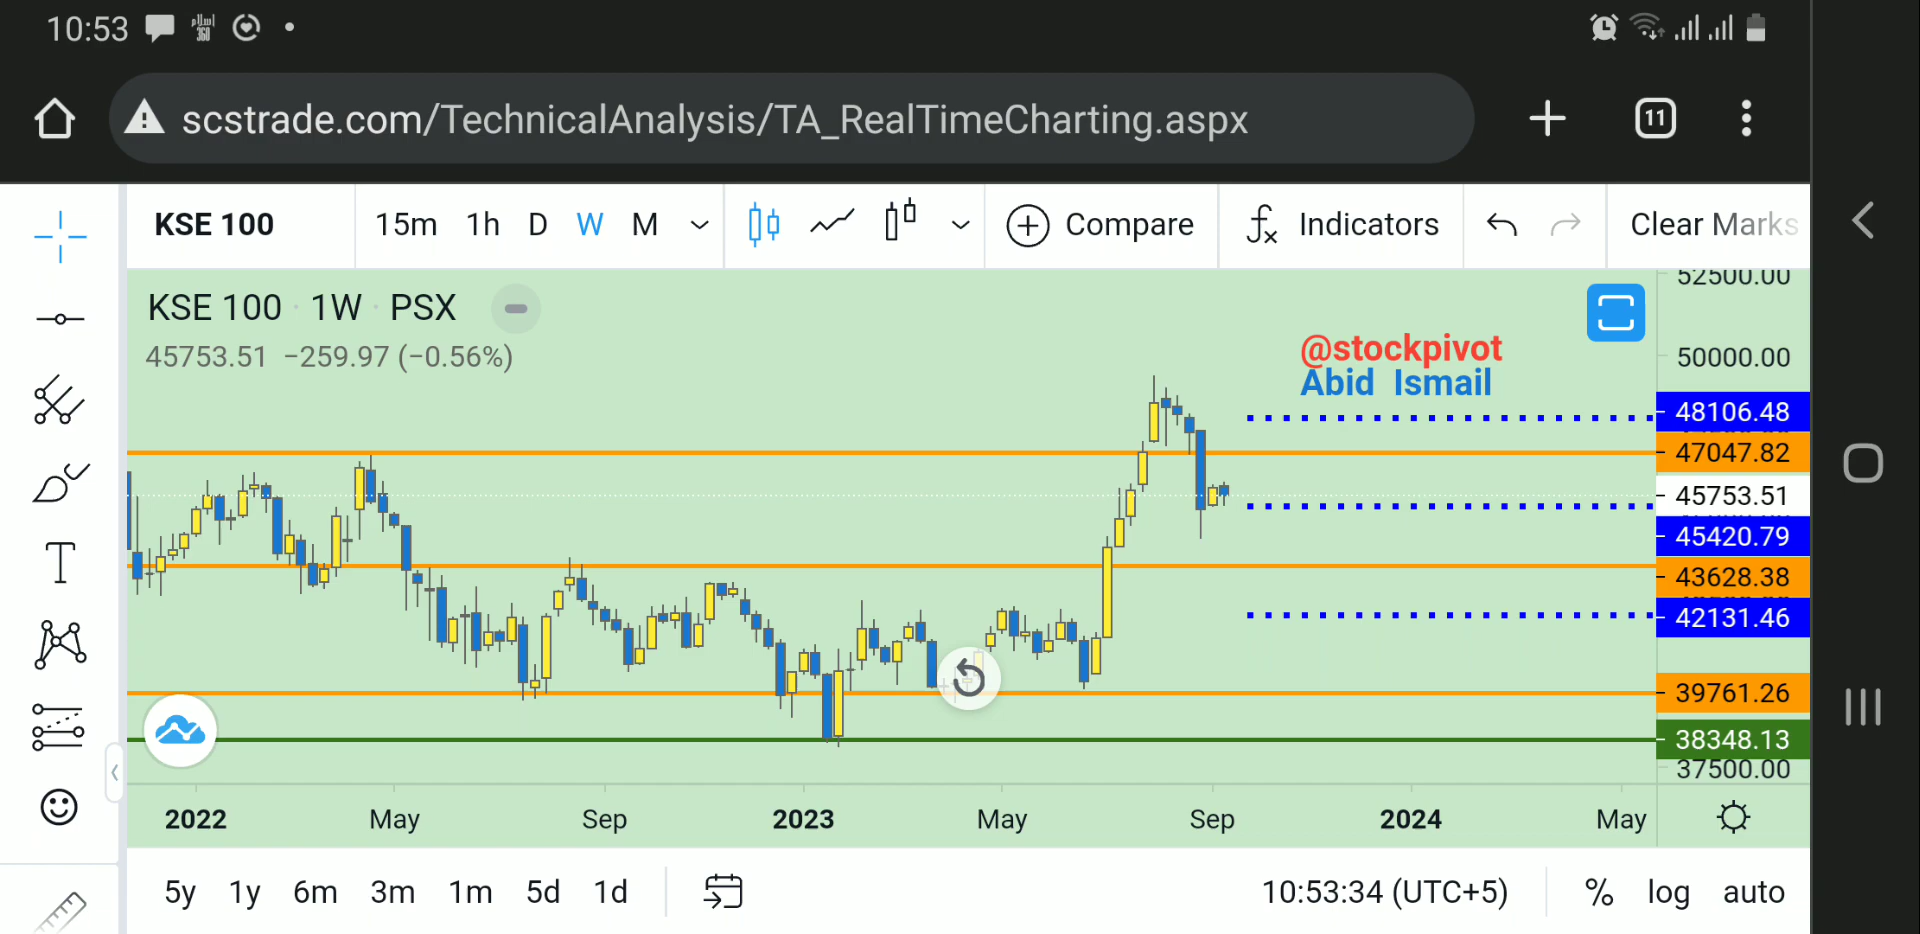 10:53
360
scstrade.com/TechnicalAnalysis/TA_RealTimeCharting.aspx
11
KSE 100
15m 1h D W M
Compare
Indicators
Clear Marks
KSE 100 · 1W · PSX
45753.51 −259.97 (−0.56%)
@stockpivot
Abid Ismail
52500.00
50000.00
48106.48
47047.82
45753.51
45420.79
43628.38
42131.46
39761.26
38348.13
37500.00
2022 May Sep 2023 May Sep 2024 May
5y 1y 6m 3m 1m 5d 1d
10:53:34 (UTC+5)
% log auto